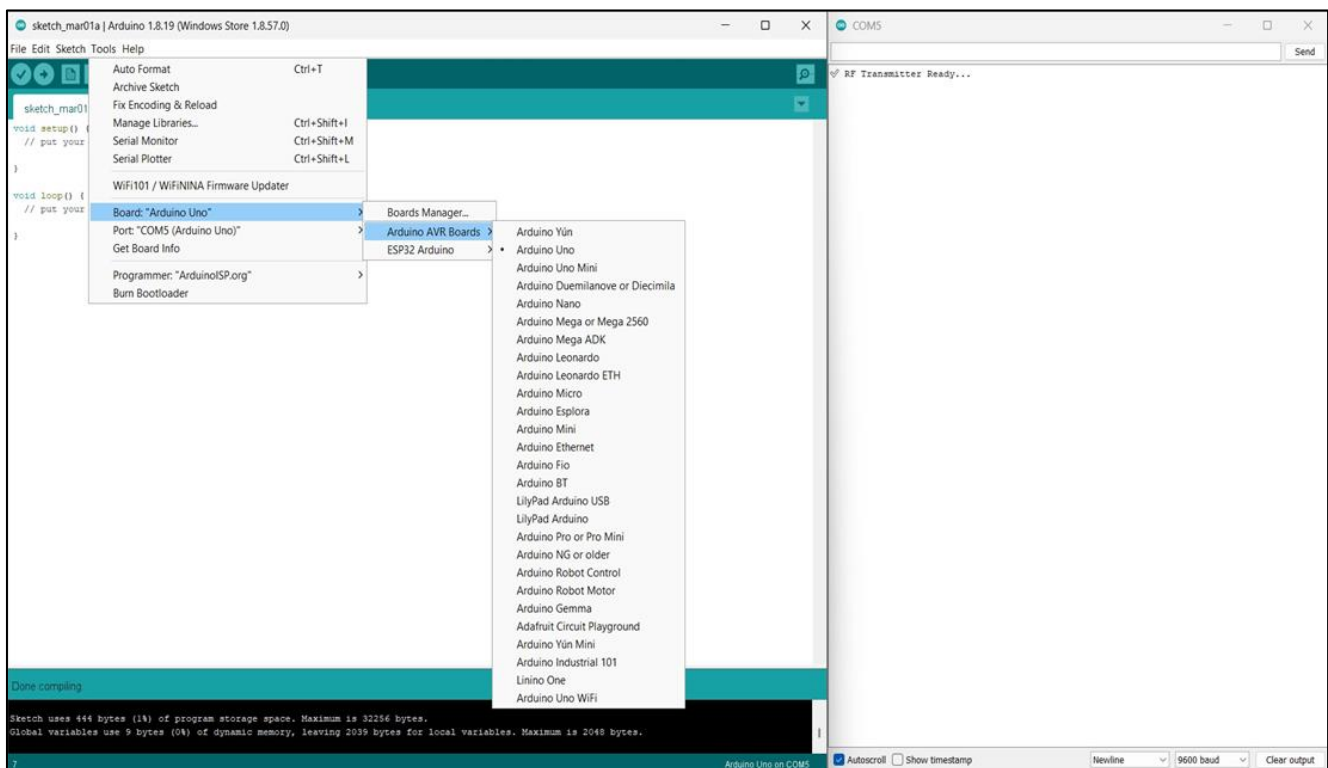 sketch_mar01a | Arduino 1.8.19 (Windows Store 1.8.57.0)
File Edit Sketch Tools Help
sketch_mar01
void setup() {
// put your
}
void loop() {
// put your
}
Auto Format Ctrl+T
Archive Sketch
Fix Encoding & Reload
Manage Libraries... Ctrl+Shift+I
Serial Monitor Ctrl+Shift+M
Serial Plotter Ctrl+Shift+L
WiFi101 / WiFiNINA Firmware Updater
Board: "Arduino Uno"
Port: "COM5 (Arduino Uno)"
Get Board Info
Programmer: "ArduinoISP.org"
Burn Bootloader
Boards Manager...
Arduino AVR Boards
ESP32 Arduino
Arduino Yún
Arduino Uno
Arduino Uno Mini
Arduino Duemilanove or Diecimila
Arduino Nano
Arduino Mega or Mega 2560
Arduino Mega ADK
Arduino Leonardo
Arduino Leonardo ETH
Arduino Micro
Arduino Esplora
Arduino Mini
Arduino Ethernet
Arduino Fio
Arduino BT
LilyPad Arduino USB
LilyPad Arduino
Arduino Pro or Pro Mini
Arduino NG or older
Arduino Robot Control
Arduino Robot Motor
Arduino Gemma
Adafruit Circuit Playground
Arduino Yún Mini
Arduino Industrial 101
Linino One
Arduino Uno WiFi
Done compiling
Sketch uses 444 bytes (1%) of program storage space. Maximum is 32256 bytes.
Global variables use 9 bytes (0%) of dynamic memory, leaving 2039 bytes for local variables. Maximum is 2048 bytes.
7 Arduino Uno on COM5
COM5
Send
✅ RF Transmitter Ready...
Autoscroll Show timestamp Newline 9600 baud Clear output